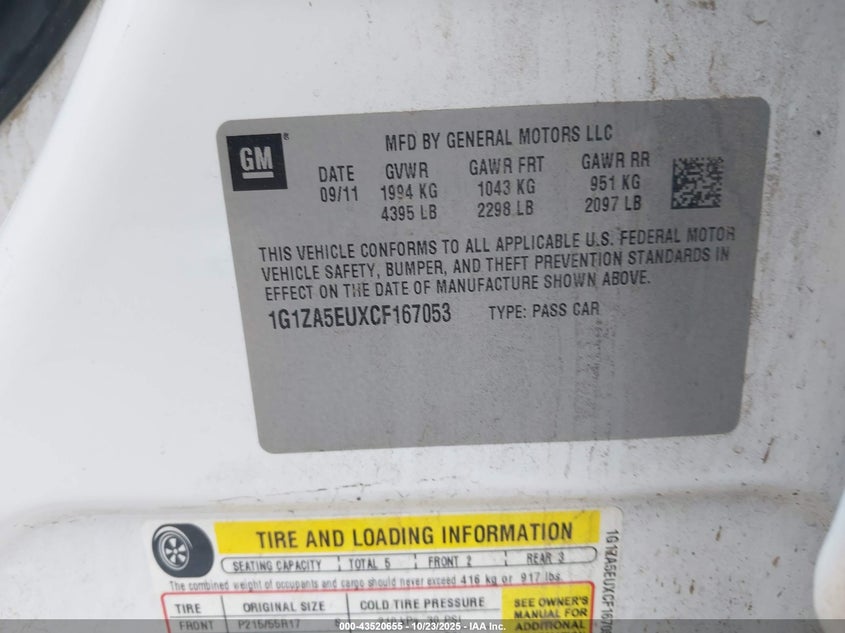 GM ®
MFD BY GENERAL MOTORS LLC
DATE GVWR GAWR FRT GAWR RR
09/11 1994 KG 1043 KG 951 KG
4395 LB 2298 LB 2097 LB
THIS VEHICLE CONFORMS TO ALL APPLICABLE U.S. FEDERAL MOTOR
VEHICLE SAFETY, BUMPER, AND THEFT PREVENTION STANDARDS IN
EFFECT ON THE DATE OF MANUFACTURE SHOWN ABOVE.
1G1ZA5EUXCF167053 TYPE: PASS CAR
TIRE AND LOADING INFORMATION
SEATING CAPACITY TOTAL 5 FRONT 2 REAR 3
The combined weight of occupants and cargo should never exceed 416 kg or 917 lbs.
TIRE ORIGINAL SIZE COLD TIRE PRESSURE
FRONT P215/55R17
SEE OWNER'S
MANUAL FOR
ADDITIONAL
1G1ZA5EUXCF1670
000-43520655 - 10/23/2025 - IAA Inc.